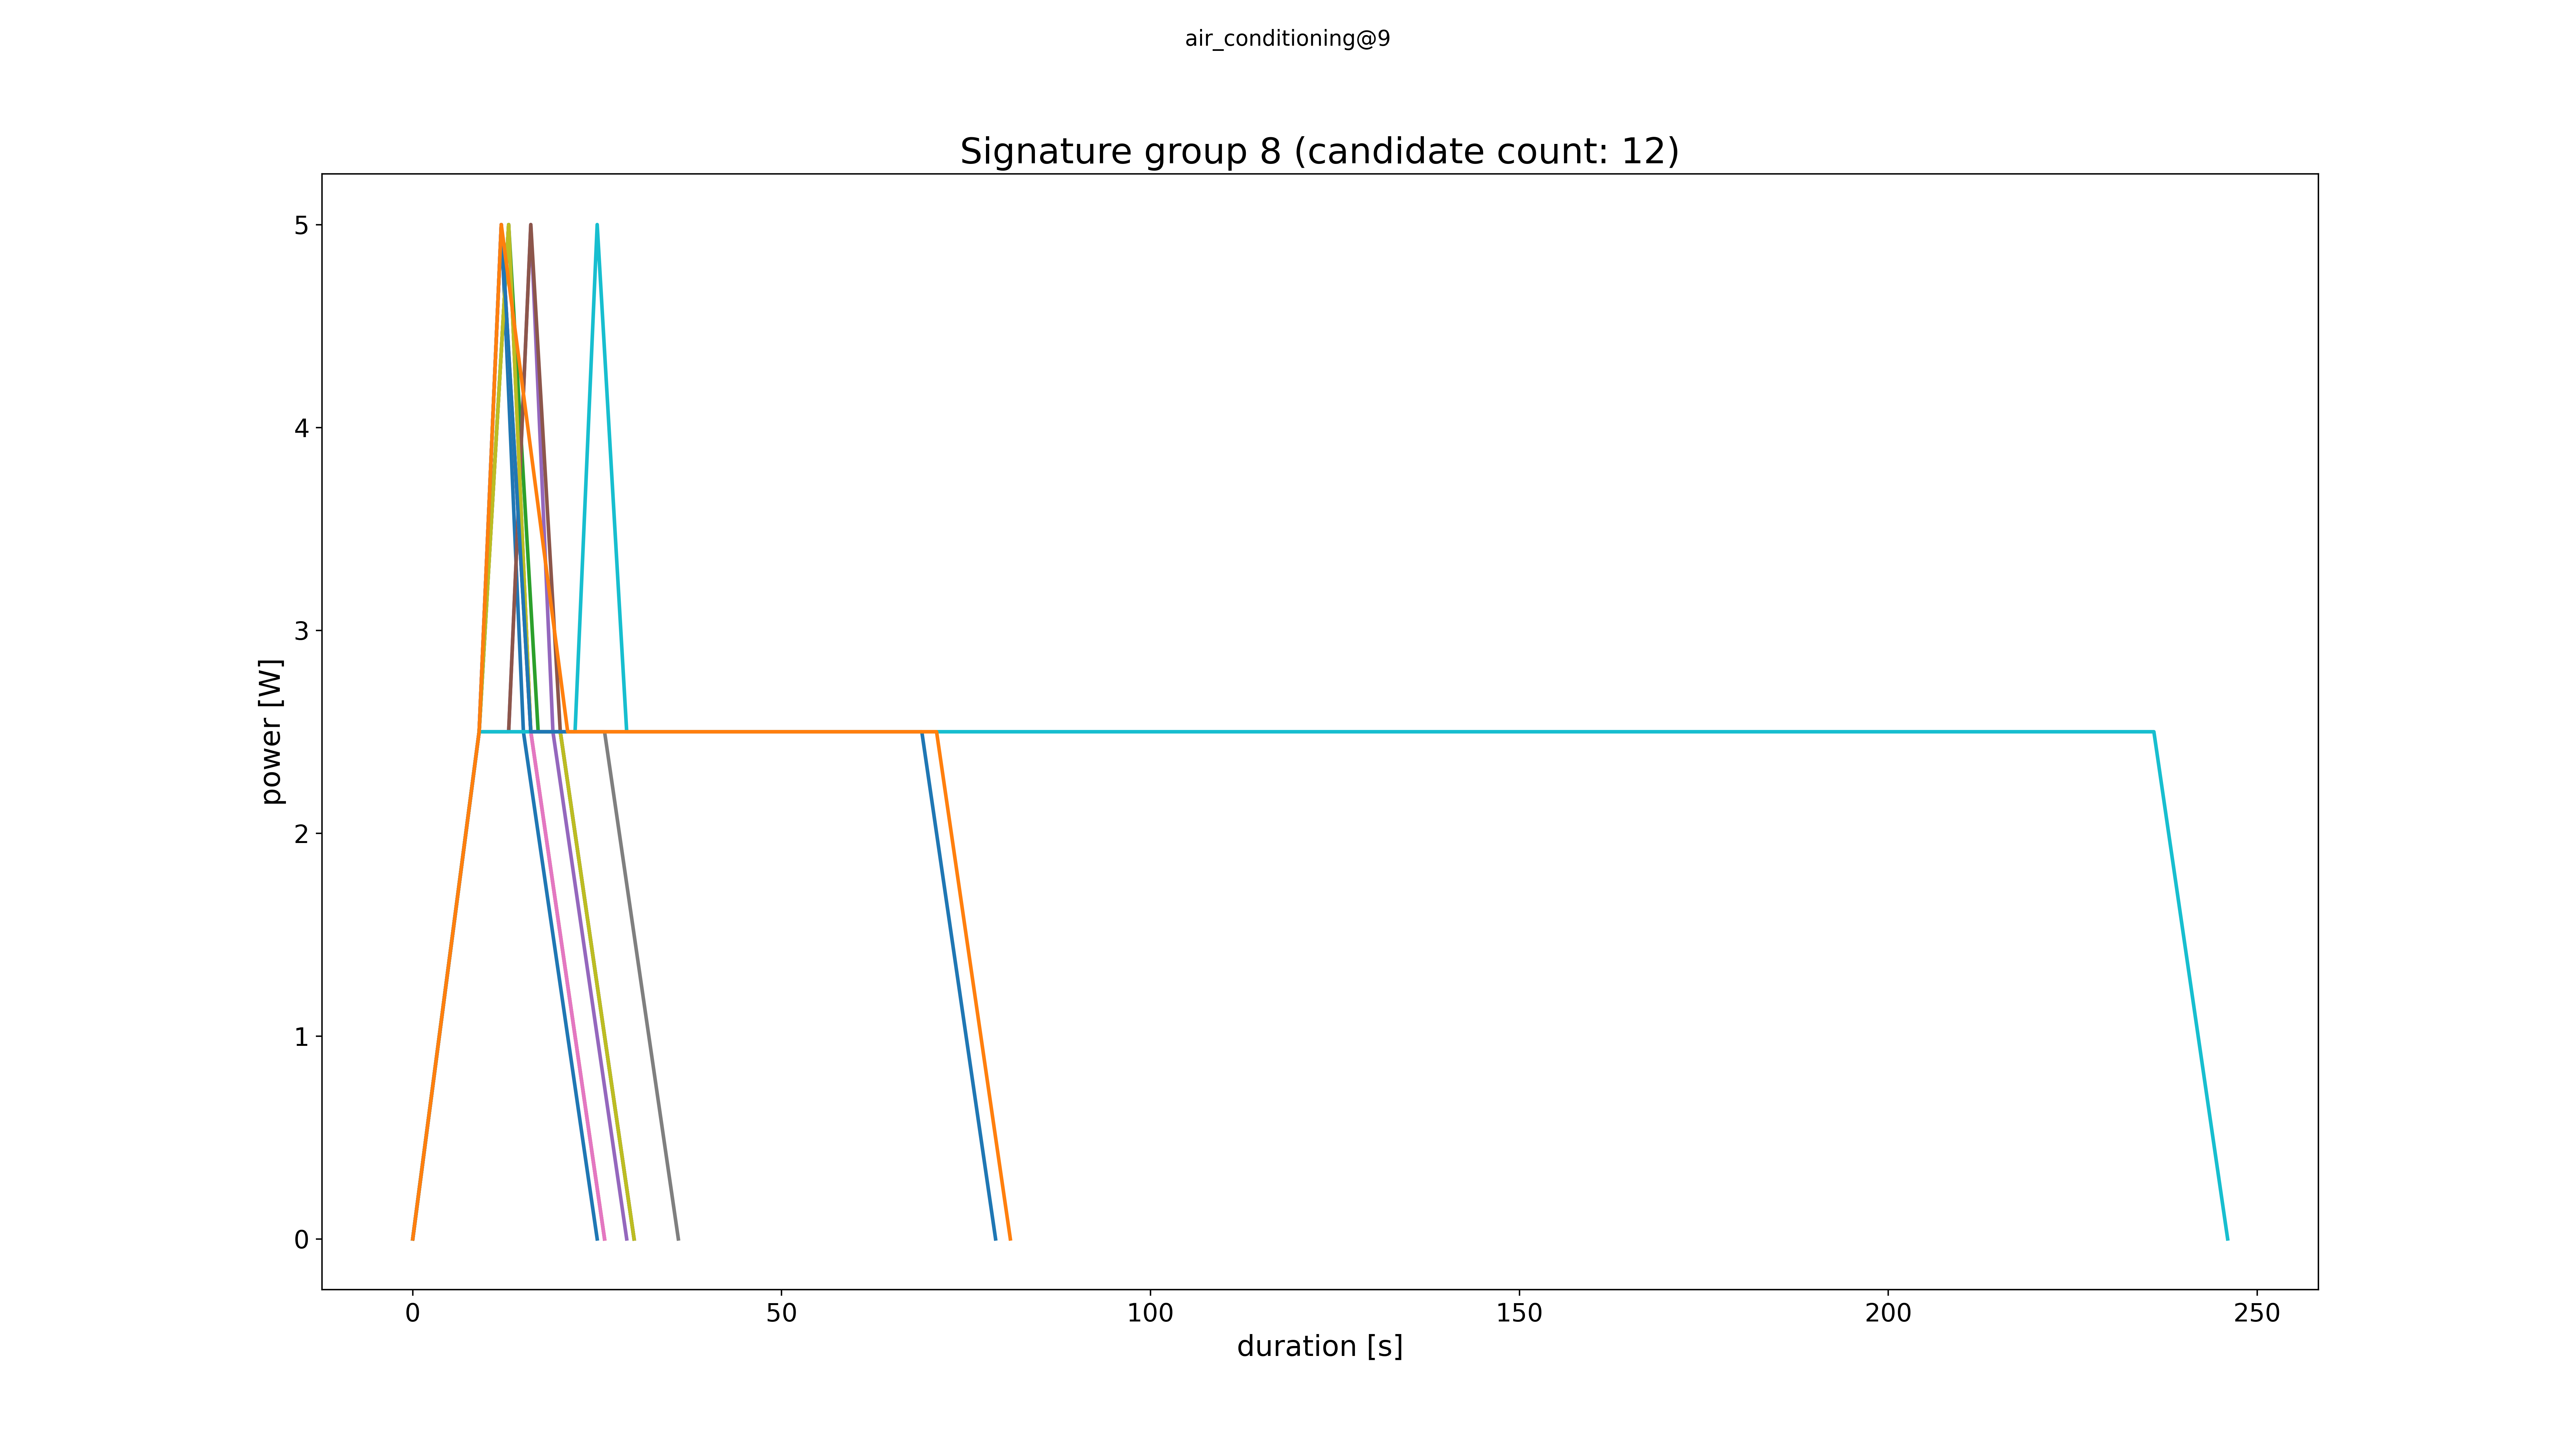 air_conditioning@9
Signature group 8 (candidate count: 12)
5
4
3
2
1
0
power [W]
0 50 100 150 200 250
duration [s]